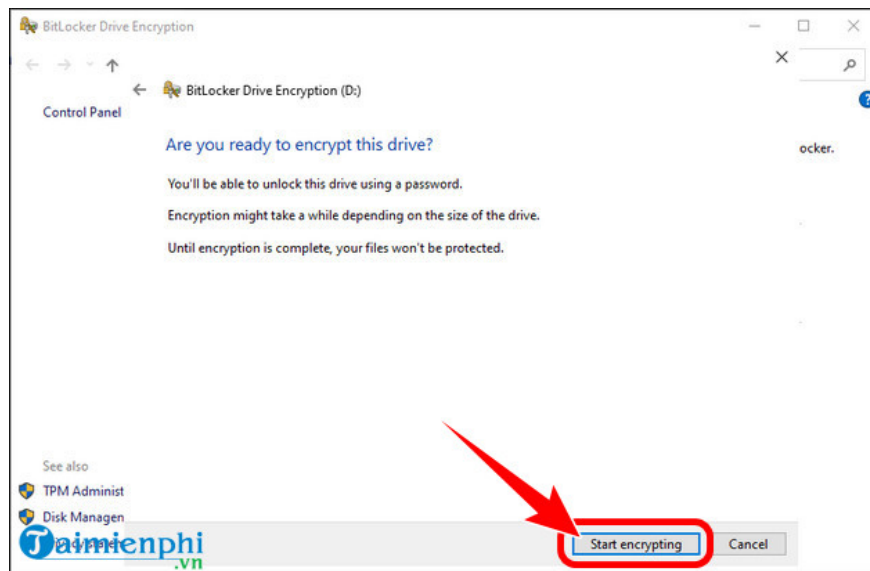 BitLocker Drive Encryption
BitLocker Drive Encryption (D:)
Control Panel
Are you ready to encrypt this drive?
ocker.
You'll be able to unlock this drive using a password.
Encryption might take a while depending on the size of the drive.
Until encryption is complete, your files won't be protected.
See also
TPM Administ
Disk Managen
Taimienphi
.vn
Start encrypting
Cancel